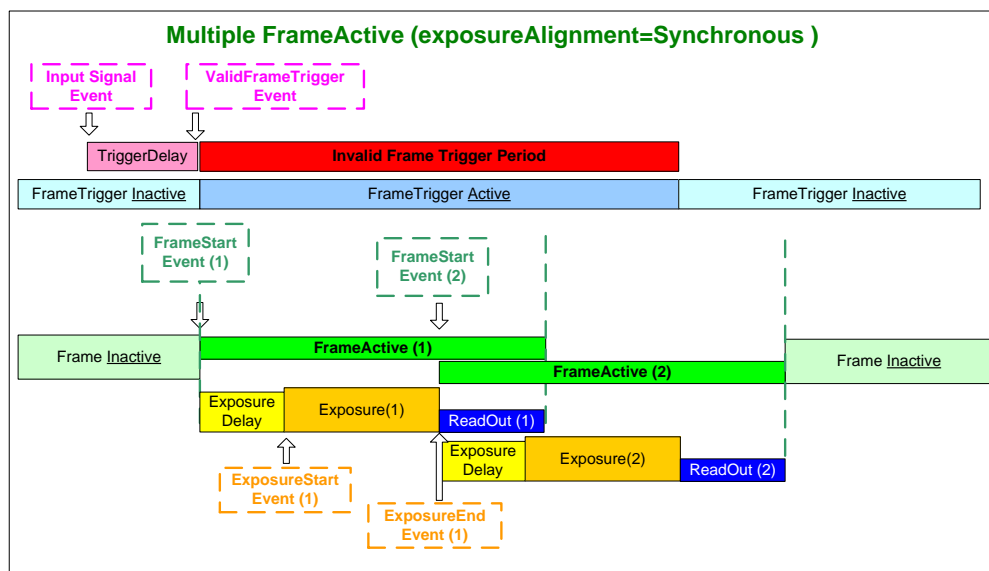 Multiple FrameActive (exposureAlignment=Synchronous )
Input Signal
Event
ValidFrameTrigger
Event
TriggerDelay
Invalid Frame Trigger Period
FrameTrigger Inactive
FrameTrigger Active
FrameTrigger Inactive
FrameStart
Event (1)
FrameStart
Event (2)
Frame Inactive
FrameActive (1)
FrameActive (2)
Frame Inactive
Exposure
Delay
Exposure(1)
ReadOut (1)
Exposure
Delay
Exposure(2)
ReadOut (2)
ExposureStart
Event (1)
ExposureEnd
Event (1)